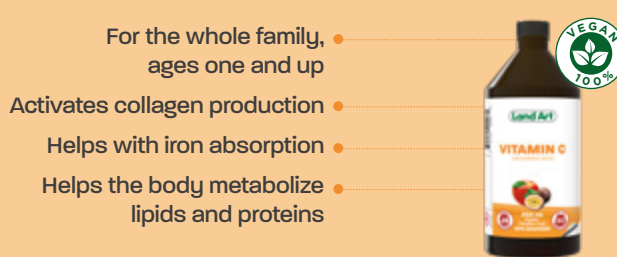 For the whole family,
ages one and up
Activates collagen production
Helps with iron absorption
Helps the body metabolize
lipids and proteins
VEGAN
100%
Land Art
VITAMIN C